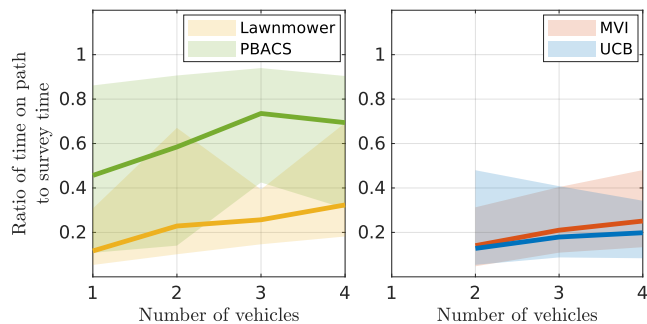 Ratio of time on path
to survey time
1
0.8
0.6
0.4
0.2
1 2 3 4
Number of vehicles
Lawnmower
PBACS
1
0.8
0.6
0.4
0.2
1 2 3 4
Number of vehicles
MVI
UCB